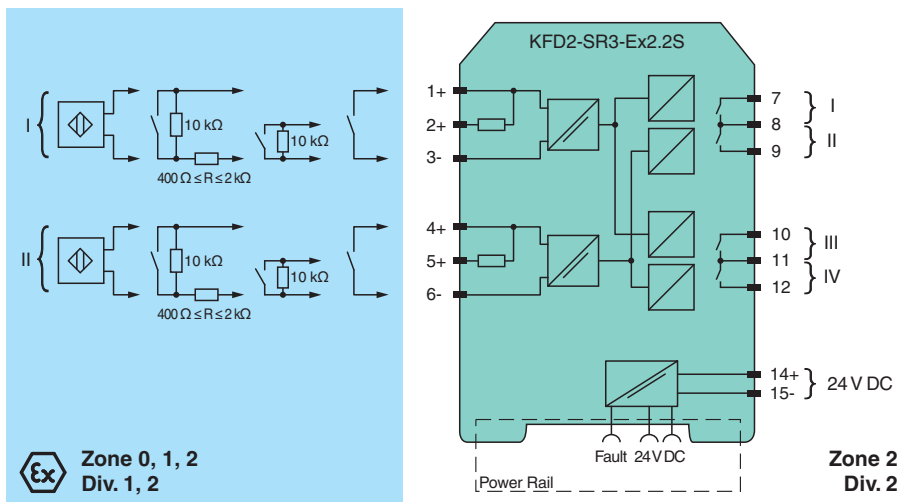 KFD2-SR3-Ex2.2S
I
10 kΩ
10 kΩ
400 Ω ≤ R ≤ 2 kΩ
1+
2+
3-
7
8
9
I
II
II
10 kΩ
10 kΩ
400 Ω ≤ R ≤ 2 kΩ
4+
5+
6-
10
11
12
III
IV
14+
15-
24 V DC
Fault 24 V DC
Power Rail
Ex
Zone 0, 1, 2
Div. 1, 2
Zone 2
Div. 2